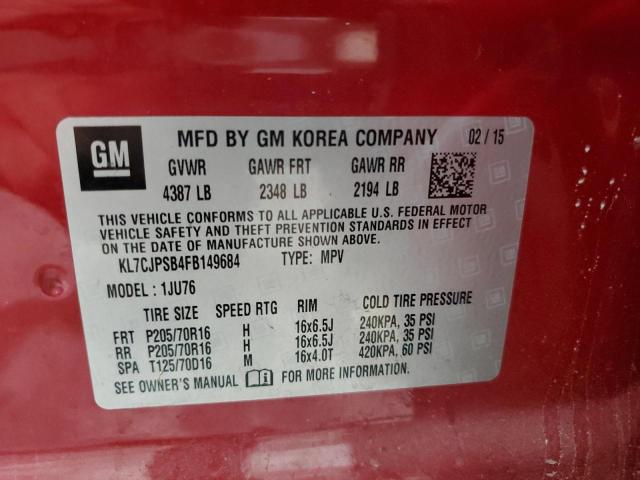 GM MFD BY GM KOREA COMPANY 02 / 15
GVWR GAWR FRT GAWR RR
4387 LB 2348 LB 2194 LB
THIS VEHICLE CONFORMS TO ALL APPLICABLE U.S. FEDERAL MOTOR
VEHICLE SAFETY AND THEFT PREVENTION STANDARDS IN EFFECT
ON THE DATE OF MANUFACTURE SHOWN ABOVE.
KL7CJPSB4FB149684 TYPE: MPV
MODEL : 1JU76
TIRE SIZE SPEED RTG RIM COLD TIRE PRESSURE
FRT P205/70R16 H 16x6.5J 240KPA, 35 PSI
RR P205/70R16 H 16x6.5J 240KPA, 35 PSI
SPA T125/70D16 M 16x4.0T 420KPA, 60 PSI
SEE OWNER'S MANUAL FOR MORE INFORMATION.